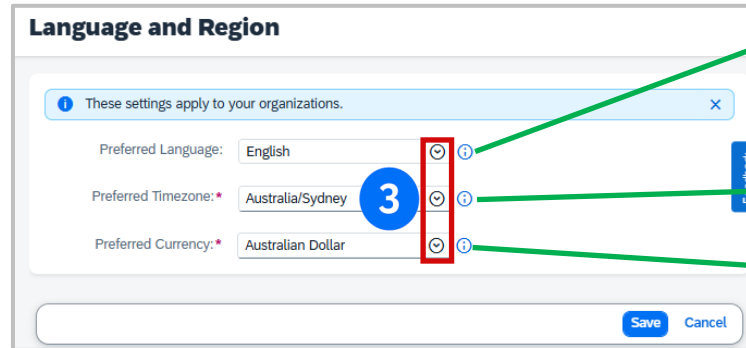 Language and Region
These settings apply to your organizations.
Preferred Language: English
Preferred Timezone:* Australia/Sydney
3
Preferred Currency:* Australian Dollar
Save Cancel